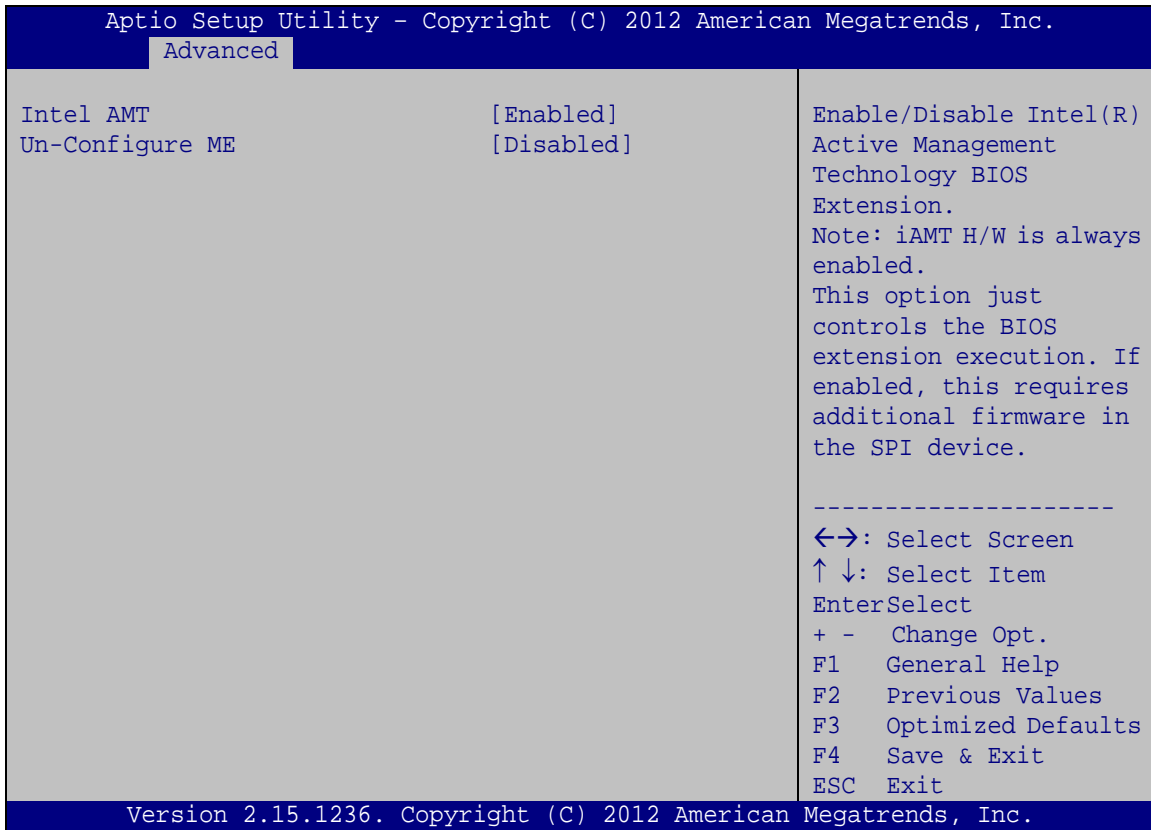 Aptio Setup Utility – Copyright (C) 2012 American Megatrends, Inc.
Advanced
Intel AMT [Enabled]
Un-Configure ME [Disabled]
Enable/Disable Intel(R)
Active Management
Technology BIOS
Extension.
Note: iAMT H/W is always
enabled.
This option just
controls the BIOS
extension execution. If
enabled, this requires
additional firmware in
the SPI device.
---------------------
←→: Select Screen
↑ ↓: Select Item
EnterSelect
+ - Change Opt.
F1 General Help
F2 Previous Values
F3 Optimized Defaults
F4 Save & Exit
ESC Exit
Version 2.15.1236. Copyright (C) 2012 American Megatrends, Inc.